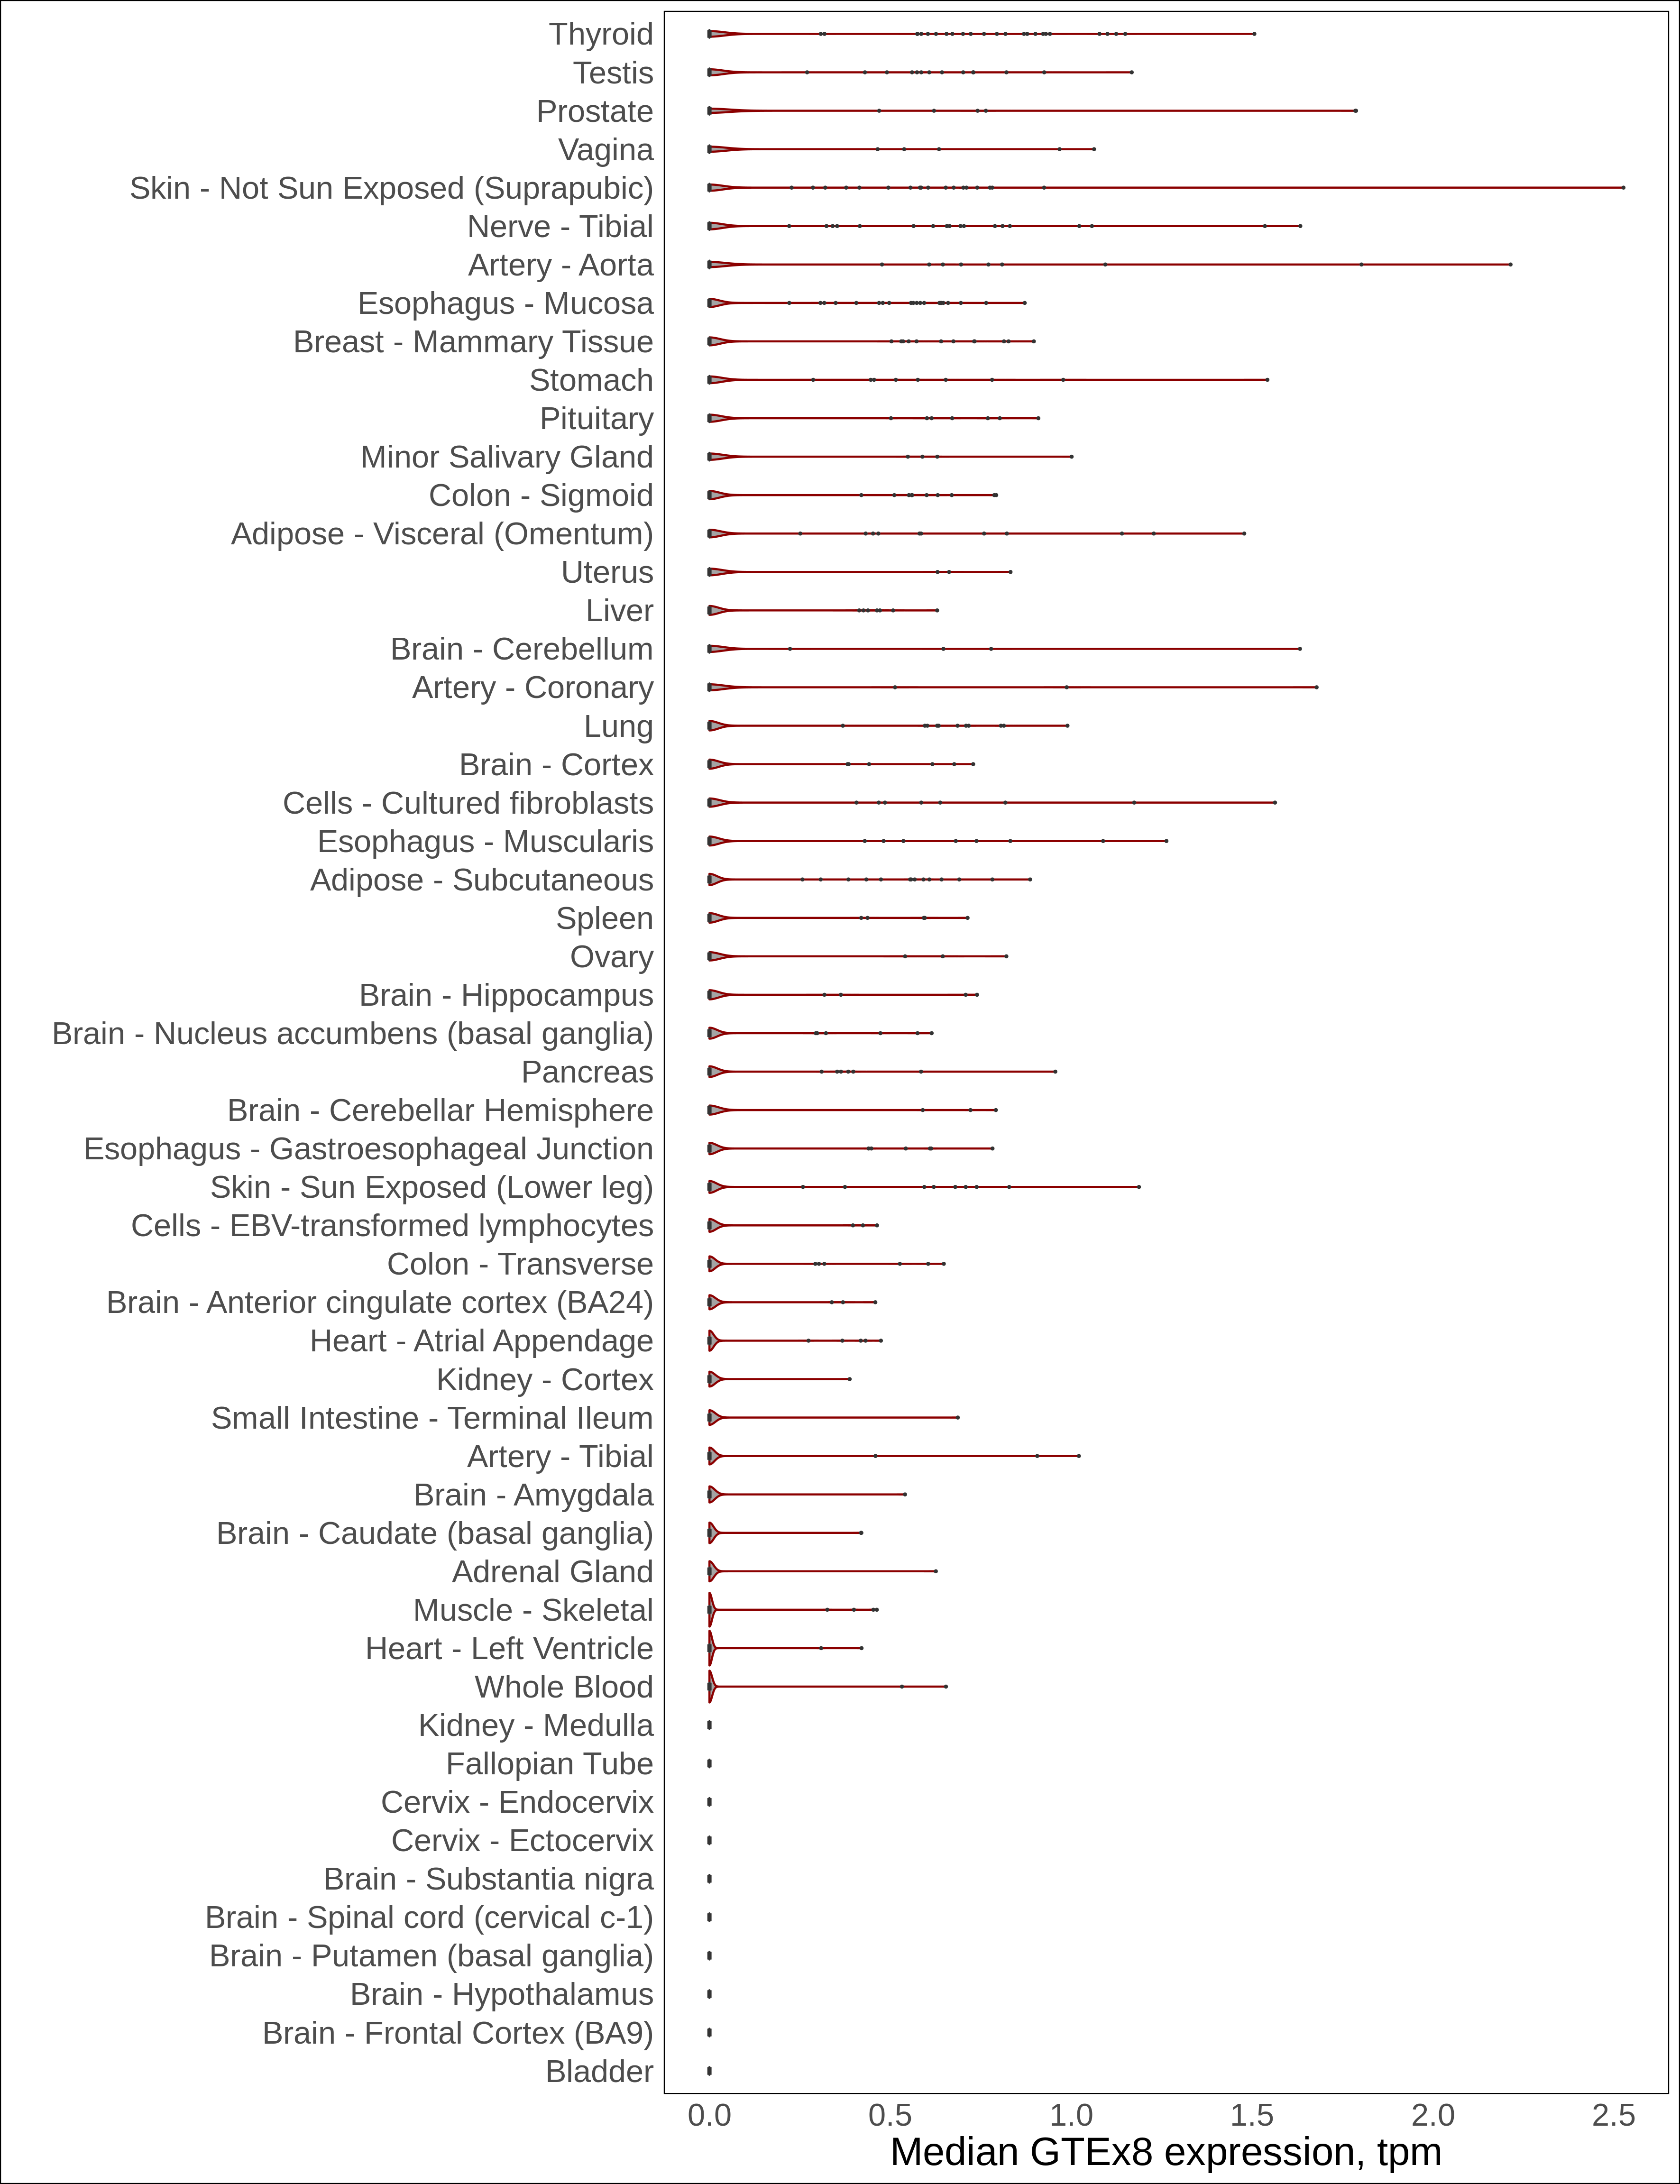 Thyroid
Testis
Prostate
Vagina
Skin - Not Sun Exposed (Suprapubic)
Nerve - Tibial
Artery - Aorta
Esophagus - Mucosa
Breast - Mammary Tissue
Stomach
Pituitary
Minor Salivary Gland
Colon - Sigmoid
Adipose - Visceral (Omentum)
Uterus
Liver
Brain - Cerebellum
Artery - Coronary
Lung
Brain - Cortex
Cells - Cultured fibroblasts
Esophagus - Muscularis
Adipose - Subcutaneous
Spleen
Ovary
Brain - Hippocampus
Brain - Nucleus accumbens (basal ganglia)
Pancreas
Brain - Cerebellar Hemisphere
Esophagus - Gastroesophageal Junction
Skin - Sun Exposed (Lower leg)
Cells - EBV-transformed lymphocytes
Colon - Transverse
Brain - Anterior cingulate cortex (BA24)
Heart - Atrial Appendage
Kidney - Cortex
Small Intestine - Terminal Ileum
Artery - Tibial
Brain - Amygdala
Brain - Caudate (basal ganglia)
Adrenal Gland
Muscle - Skeletal
Heart - Left Ventricle
Whole Blood
Kidney - Medulla
Fallopian Tube
Cervix - Endocervix
Cervix - Ectocervix
Brain - Substantia nigra
Brain - Spinal cord (cervical c-1)
Brain - Putamen (basal ganglia)
Brain - Hypothalamus
Brain - Frontal Cortex (BA9)
Bladder
0.0 0.5 1.0 1.5 2.0 2.5
Median GTEx8 expression, tpm